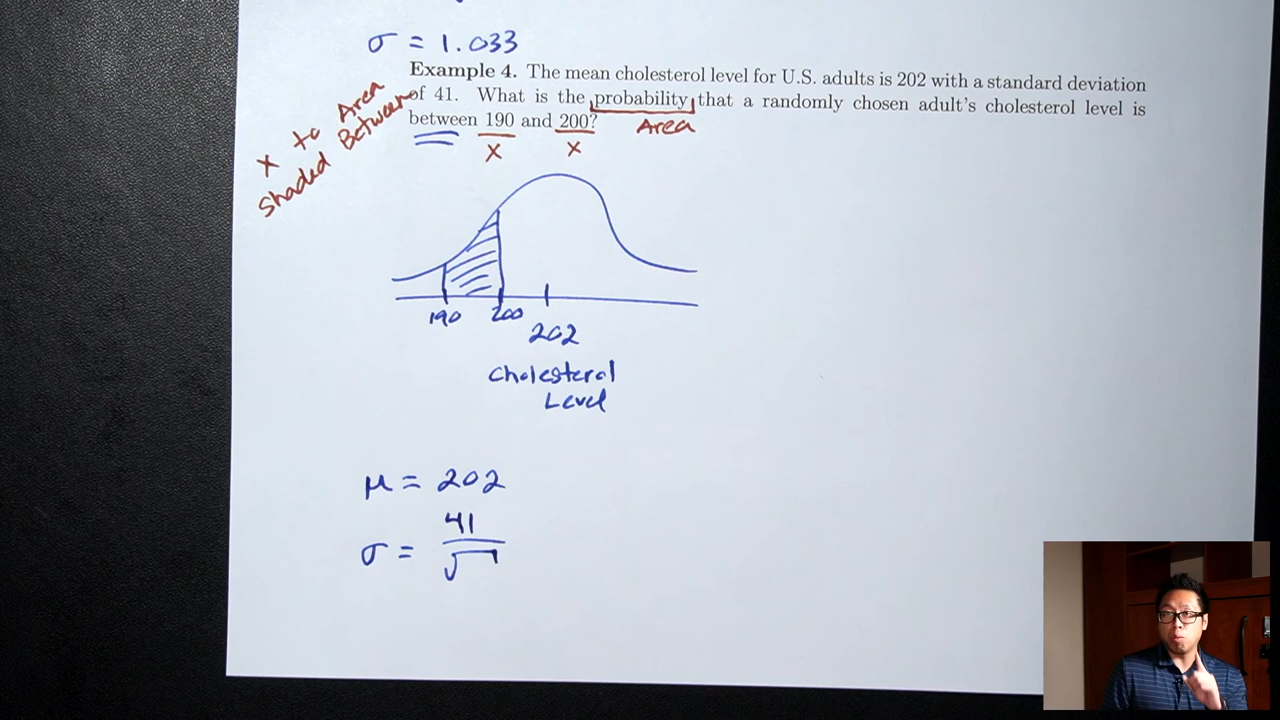 σ = 1.033
Example 4. The mean cholesterol level for U.S. adults is 202 with a standard deviation
of 41. What is the probability that a randomly chosen adult's cholesterol level is
between 190 and 200?
Area
x
x
x to Area
Shaded Between
190
200
202
Cholesterol
Level
μ = 202
σ = 41
√